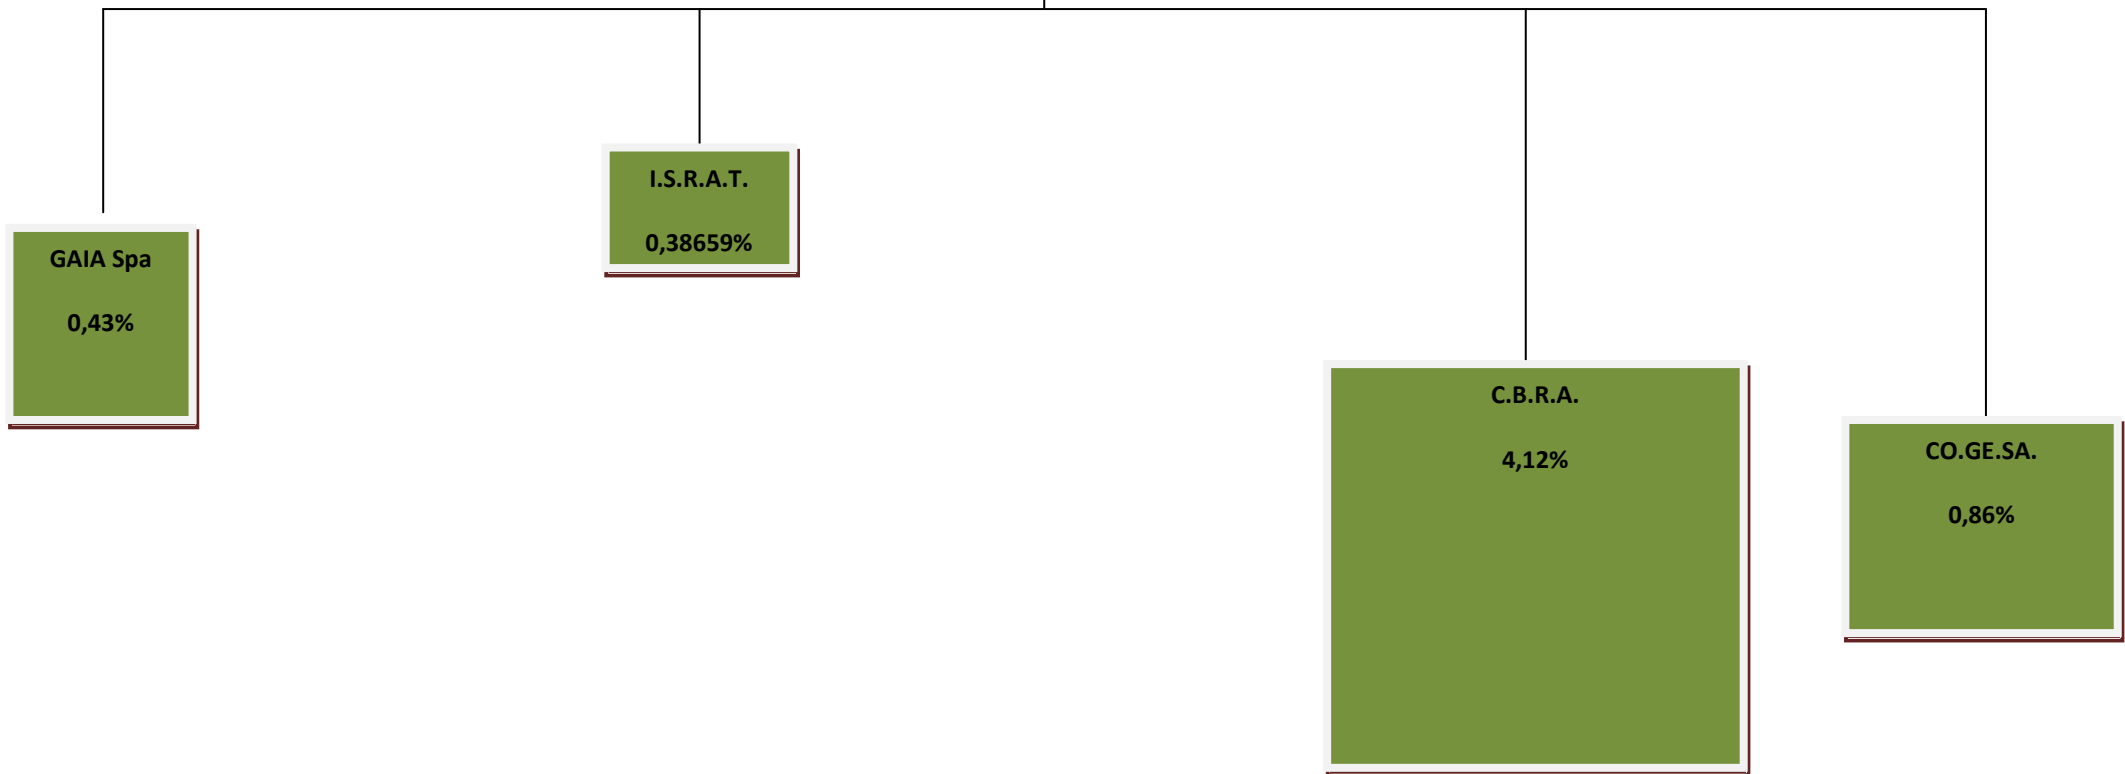 GAIA Spa
0,43%
I.S.R.A.T.
0,38659%
C.B.R.A.
4,12%
CO.GE.SA.
0,86%